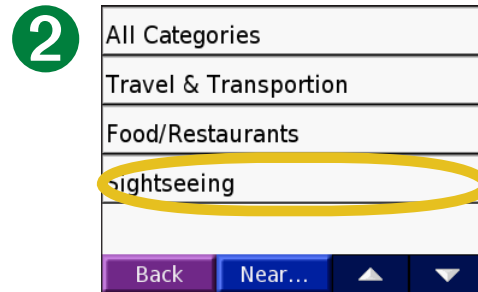 2
All Categories
Travel & Transportion
Food/Restaurants
Sightseeing
Back Near...